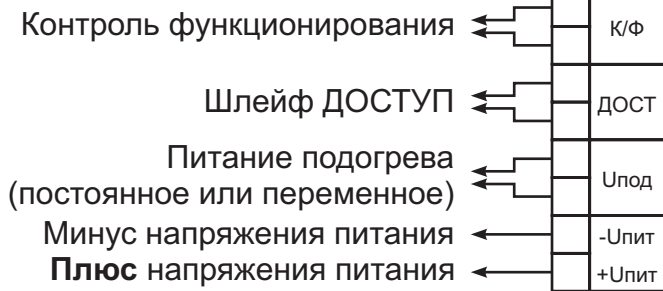 Контроль функционирования
К/Ф
Шлейф ДОСТУП
ДОСТ
Питание подогрева
(постоянное или переменное)
Uпод
Минус напряжения питания
-Uпит
Плюс напряжения питания
+Uпит